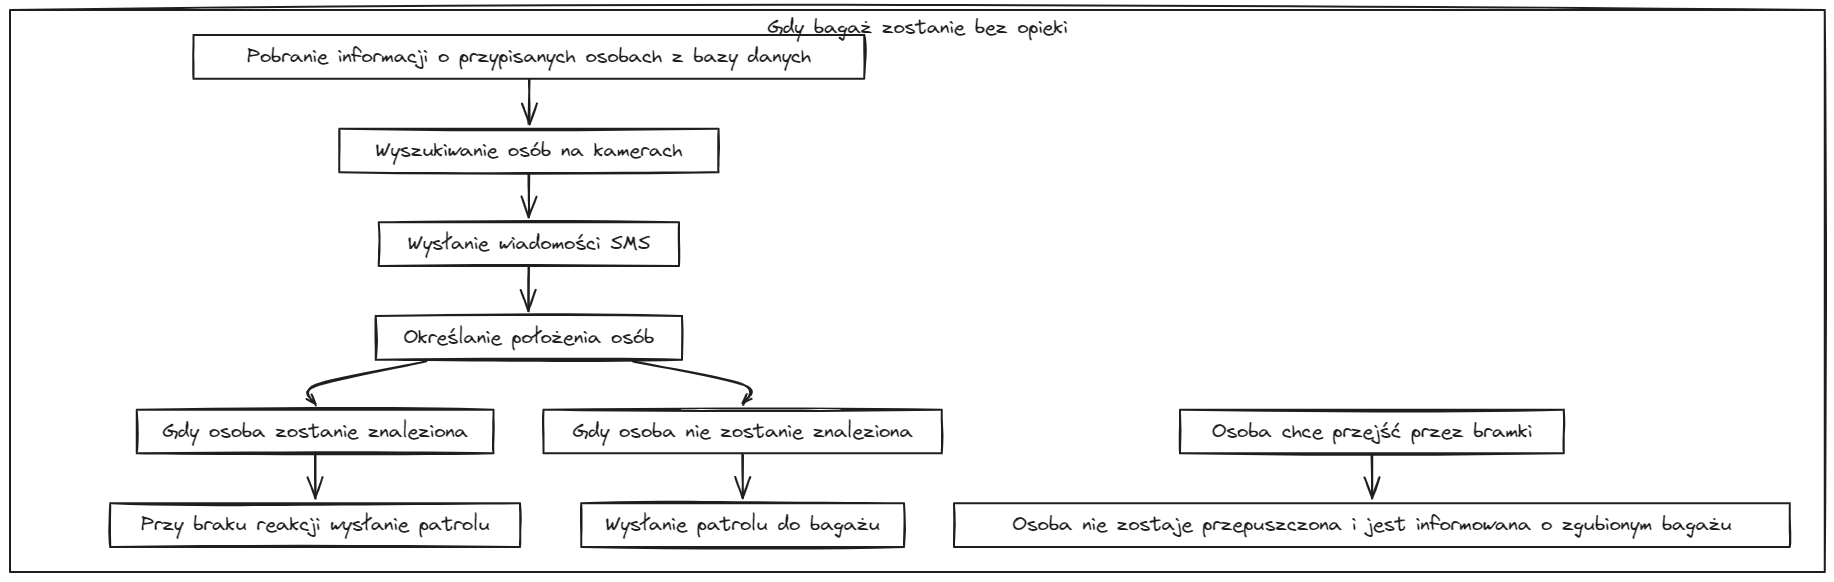 Gdy bagaż zostanie bez opieki
Pobranie informacji o przypisanych osobach z bazy danych
Wyszukiwanie osób na kamerach
Wysłanie wiadomości SMS
Określanie położenia osób
Gdy osoba zostanie znaleziona
Gdy osoba nie zostanie znaleziona
Osoba chce przejść przez bramki
Przy braku reakcji wysłanie patrolu
Wysłanie patrolu do bagażu
Osoba nie zostaje przepuszczona i jest informowana o zgubionym bagażu